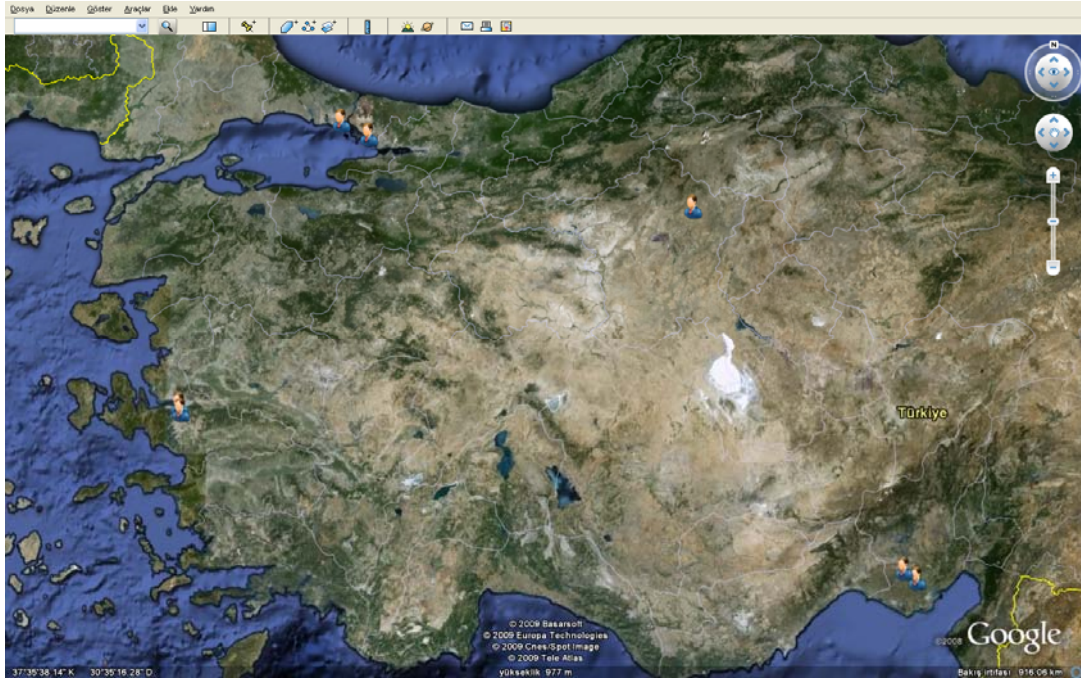 Dosya Düzenle Göster Araçlar Ekle Yardım
N
Türkiye
© 2009 Basarsoft
© 2009 Europa Technologies
© 2009 Cnes/Spot Image
© 2009 Tele Atlas
©2008 Google
37°35'38.14" K 30°35'16.28" D yükseklik 977 m Bakış irtifası 916.06 km